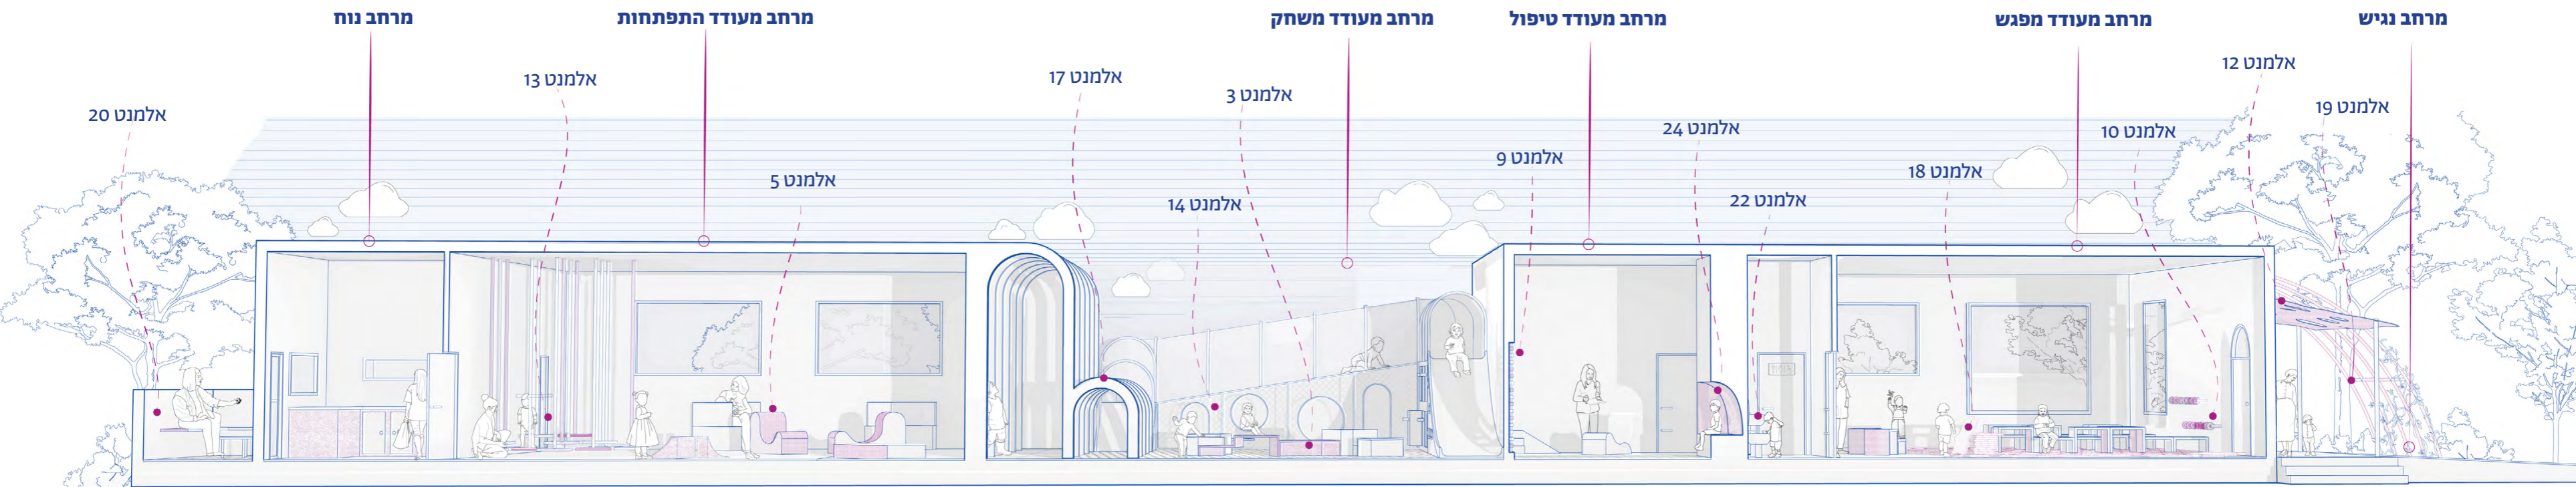 מרחב נגיש
מרחב מעודד מפגש
מרחב מעודד טיפול
מרחב מעודד משחק
מרחב מעודד התפתחות
מרחב נוח
אלמנט 12
אלמנט 19
אלמנט 10
אלמנט 18
אלמנט 22
אלמנט 24
אלמנט 9
אלמנט 3
אלמנט 14
אלמנט 17
אלמנט 5
אלמנט 13
אלמנט 20